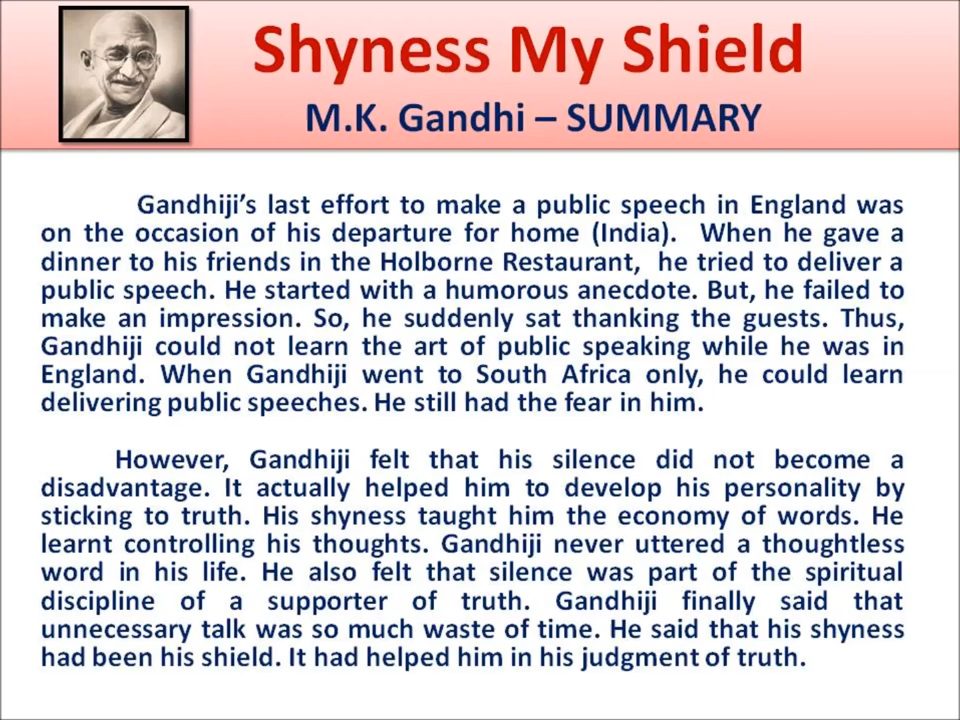 Shyness My Shield
M.K. Gandhi – SUMMARY
Gandhiji’s last effort to make a public speech in England was
on the occasion of his departure for home (India). When he gave a
dinner to his friends in the Holborne Restaurant, he tried to deliver a
public speech. He started with a humorous anecdote. But, he failed to
make an impression. So, he suddenly sat thanking the guests. Thus,
Gandhiji could not learn the art of public speaking while he was in
England. When Gandhiji went to South Africa only, he could learn
delivering public speeches. He still had the fear in him.
However, Gandhiji felt that his silence did not become a
disadvantage. It actually helped him to develop his personality by
sticking to truth. His shyness taught him the economy of words. He
learnt controlling his thoughts. Gandhiji never uttered a thoughtless
word in his life. He also felt that silence was part of the spiritual
discipline of a supporter of truth. Gandhiji finally said that
unnecessary talk was so much waste of time. He said that his shyness
had been his shield. It had helped him in his judgment of truth.